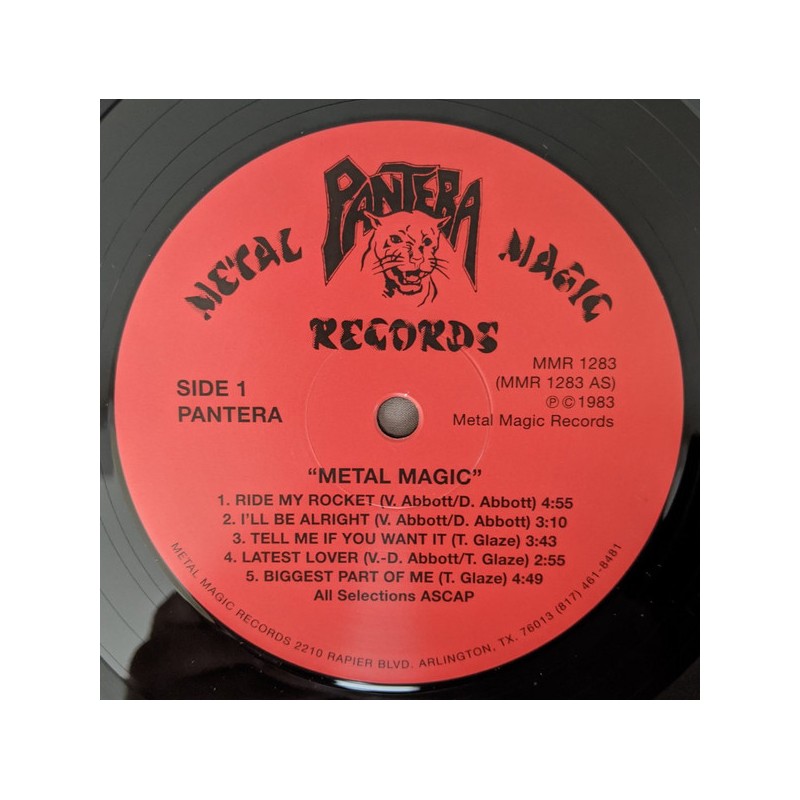 PANTERA
METAL MAGIC
RECORDS
MMR 1283
(MMR 1283 AS)
℗©1983
Metal Magic Records
SIDE 1
PANTERA
“METAL MAGIC”
1. RIDE MY ROCKET (V. Abbott/D. Abbott) 4:55
2. I'LL BE ALRIGHT (V. Abbott/D. Abbott) 3:10
3. TELL ME IF YOU WANT IT (T. Glaze) 3:43
4. LATEST LOVER (V.-D. Abbott/T. Glaze) 2:55
5. BIGGEST PART OF ME (T. Glaze) 4:49
All Selections ASCAP
METAL MAGIC RECORDS 2210 RAPIER BLVD. ARLINGTON, TX. 76013 (817) 461-8481